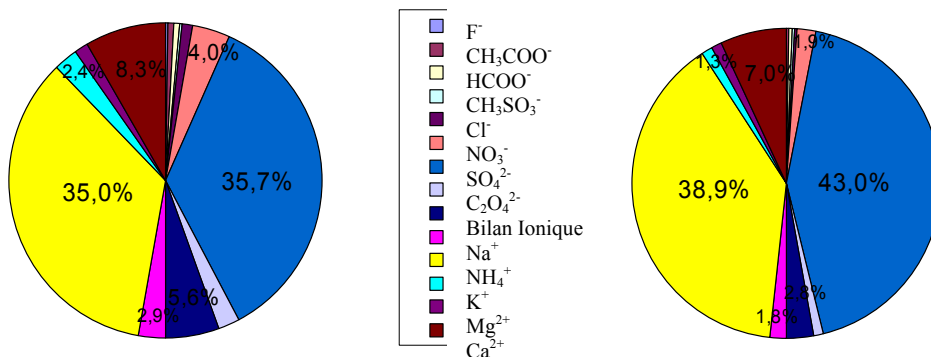 8,3%
4,0%
2,4%
35,0%
35,7%
5,6%
2,9%
F⁻
CH₃COO⁻
HCOO⁻
CH₃SO₃⁻
Cl⁻
NO₃⁻
SO₄²⁻
C₂O₄²⁻
Bilan Ionique
Na⁺
NH₄⁺
K⁺
Mg²⁺
Ca²⁺
1,9%
1,3%
7,0%
38,9%
43,0%
2,8%
1,8%